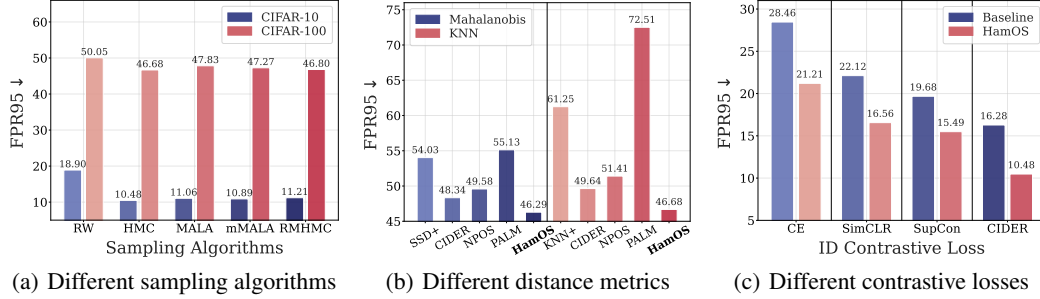 FPR95 ↓
60
50
40
30
20
10
CIFAR-10
CIFAR-100
18.90
50.05
10.48
46.68
11.06
47.83
10.89
47.27
11.21
46.80
RW HMC MALA mMALA RMHMC
Sampling Algorithms
(a) Different sampling algorithms
FPR95 ↓
75
70
65
60
55
50
45
Mahalanobis
KNN
54.03
48.34
49.58
55.13
46.29
61.25
49.64
51.41
72.51
46.68
SSD+ CIDER NPOS PALM HamOS KNN+ CIDER NPOS PALM HamOS
(b) Different distance metrics
FPR95 ↓
30
25
20
15
10
5
Baseline
HamOS
28.46
21.21
22.12
16.56
19.68
15.49
16.28
10.48
CE SimCLR SupCon CIDER
ID Contrastive Loss
(c) Different contrastive losses